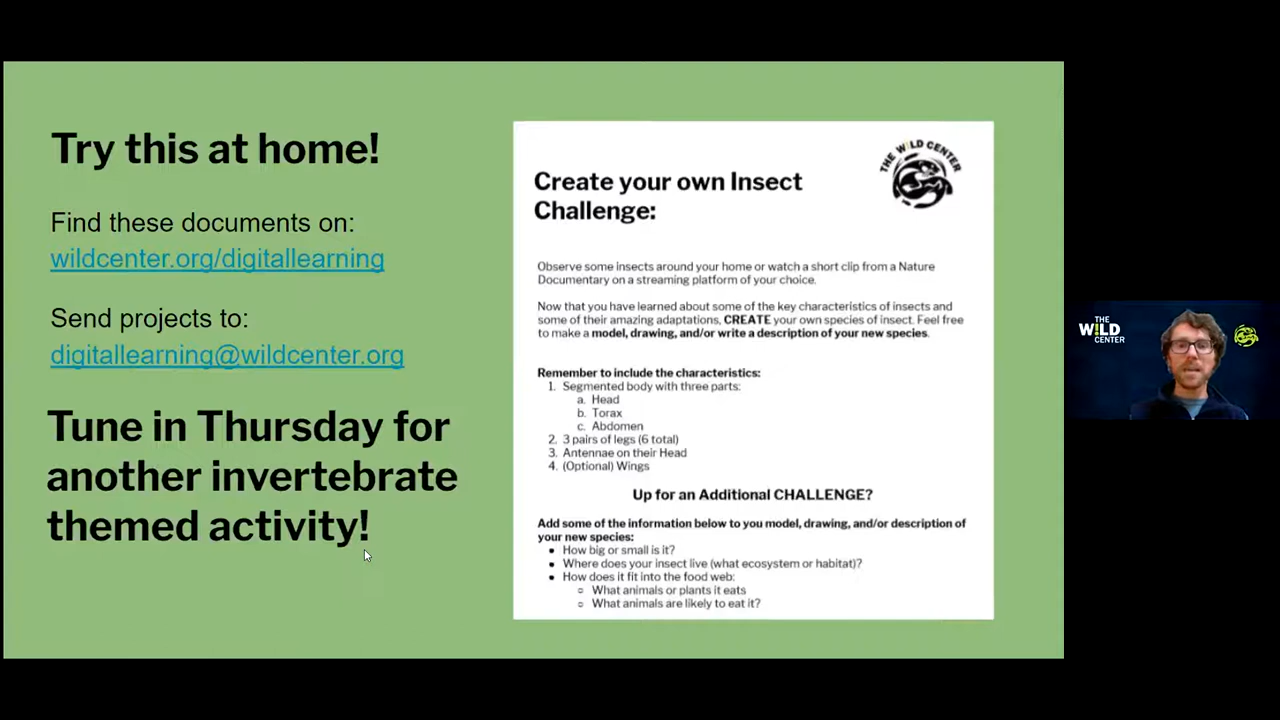 Try this at home!
Find these documents on:
wildcenter.org/digitallearning
Send projects to:
digitallearning@wildcenter.org
Tune in Thursday for
another invertebrate
themed activity!
THE WILD CENTER
Create your own Insect
Challenge:
Observe some insects around your home or watch a short clip from a Nature
Documentary on a streaming platform of your choice.
Now that you have learned about some of the key characteristics of insects and
some of their amazing adaptations, CREATE your own species of insect. Feel free
to make a model, drawing, and/or write a description of your new species.
Remember to include the characteristics:
1. Segmented body with three parts:
a. Head
b. Torax
c. Abdomen
2. 3 pairs of legs (6 total)
3. Antennae on their Head
4. (Optional) Wings
Up for an Additional CHALLENGE?
Add some of the information below to you model, drawing, and/or description of
your new species:
• How big or small is it?
• Where does your insect live (what ecosystem or habitat)?
• How does it fit into the food web:
○ What animals or plants it eats
○ What animals are likely to eat it?
THE
W!LD
CENTER